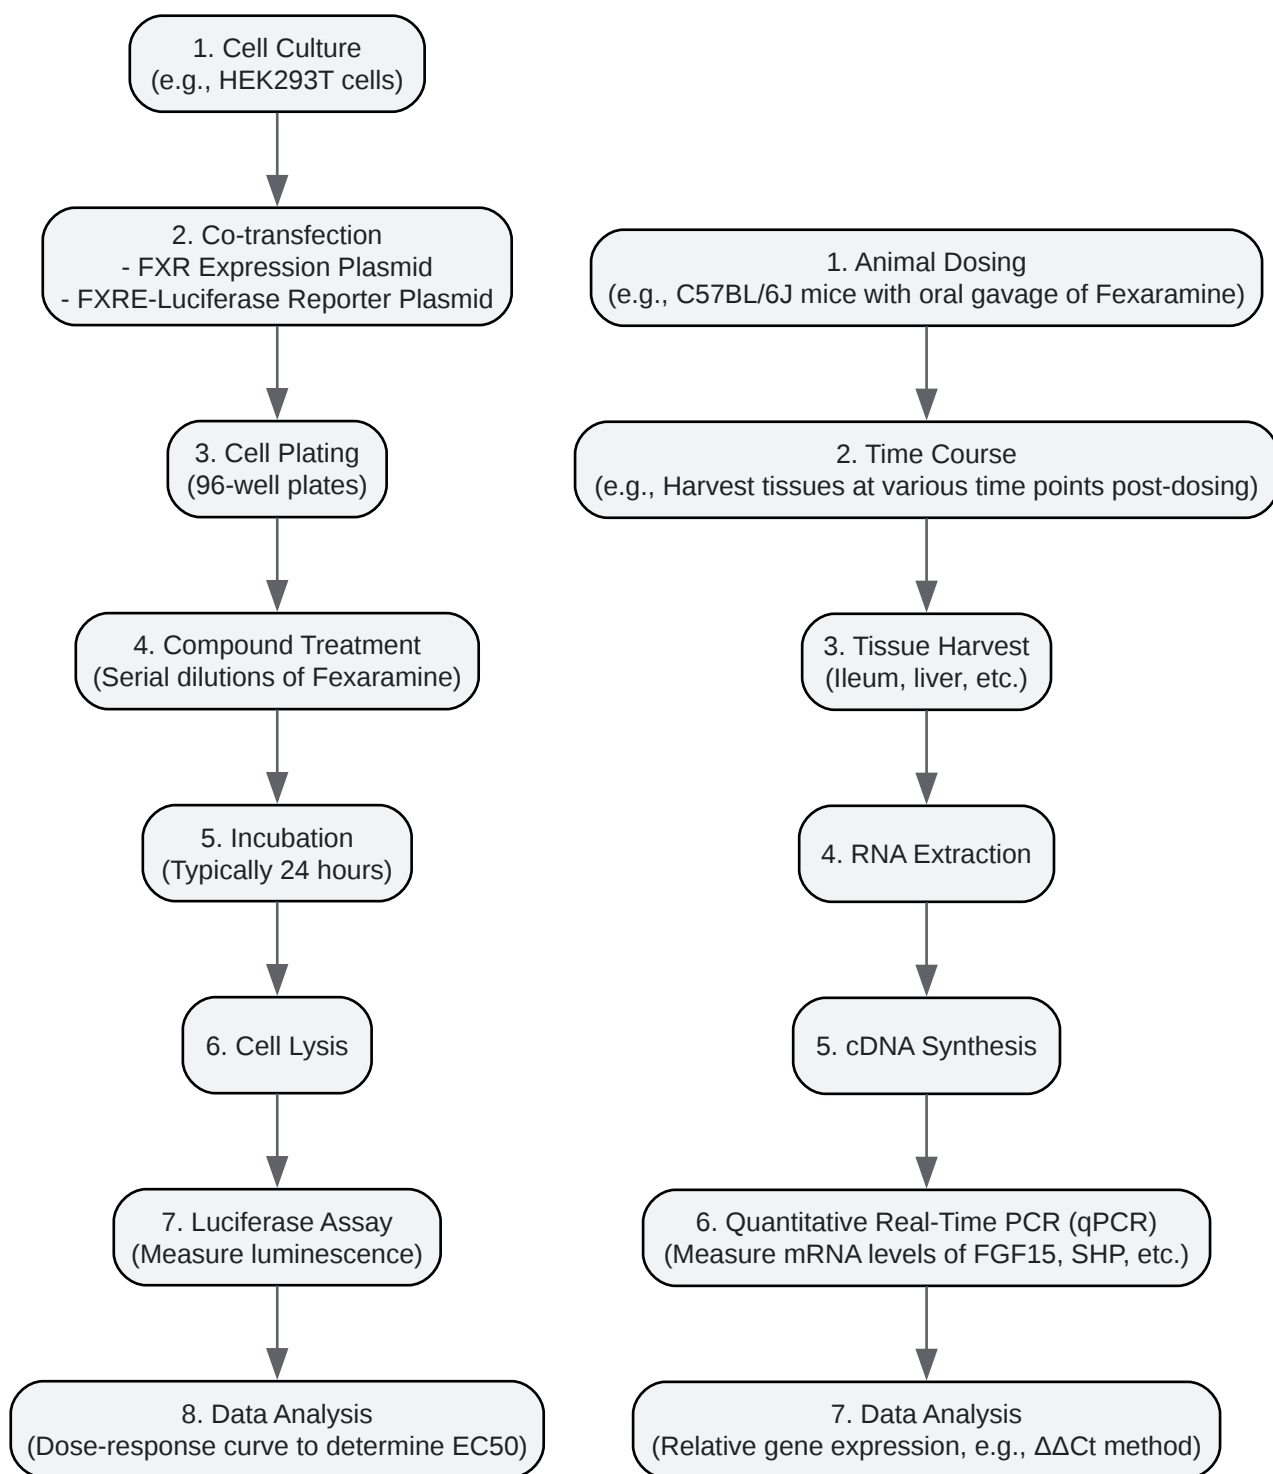 1. Cell Culture
(e.g., HEK293T cells)
2. Co-transfection
- FXR Expression Plasmid
- FXRE-Luciferase Reporter Plasmid
3. Cell Plating
(96-well plates)
4. Compound Treatment
(Serial dilutions of Fexaramine)
5. Incubation
(Typically 24 hours)
6. Cell Lysis
7. Luciferase Assay
(Measure luminescence)
8. Data Analysis
(Dose-response curve to determine EC50)
1. Animal Dosing
(e.g., C57BL/6J mice with oral gavage of Fexaramine)
2. Time Course
(e.g., Harvest tissues at various time points post-dosing)
3. Tissue Harvest
(Ileum, liver, etc.)
4. RNA Extraction
5. cDNA Synthesis
6. Quantitative Real-Time PCR (qPCR)
(Measure mRNA levels of FGF15, SHP, etc.)
7. Data Analysis
(Relative gene expression, e.g., ΔΔCt method)